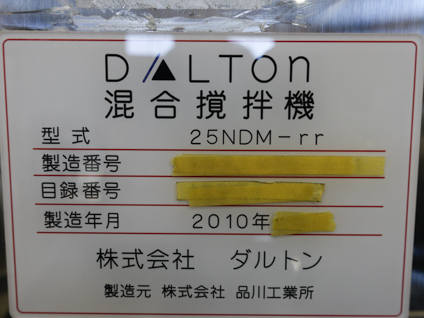 DALTON
混合撹拌機
型式 25NDM-rr
製造番号
目録番号
製造年月 2010年
株式会社 ダルトン
製造元 株式会社 品川工業所